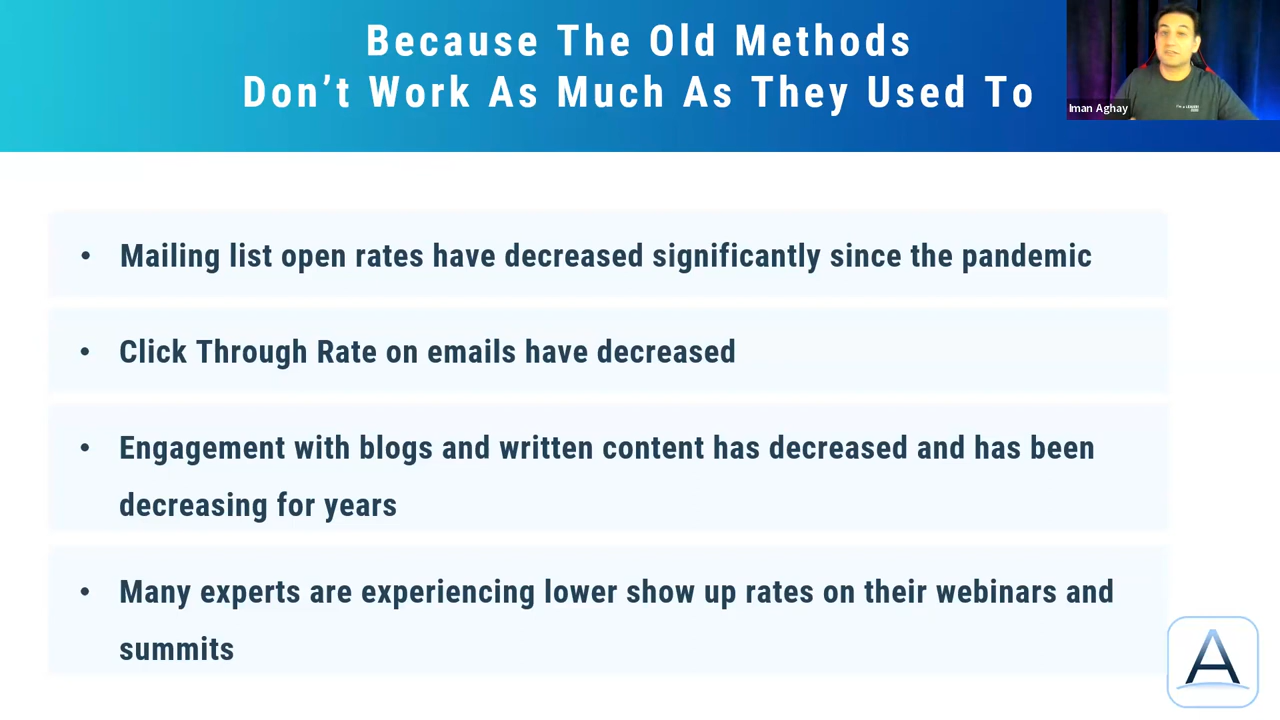 Because The Old Methods
Don’t Work As Much As They Used To
Iman Aghay
• Mailing list open rates have decreased significantly since the pandemic
• Click Through Rate on emails have decreased
• Engagement with blogs and written content has decreased and has been
decreasing for years
• Many experts are experiencing lower show up rates on their webinars and
summits
A